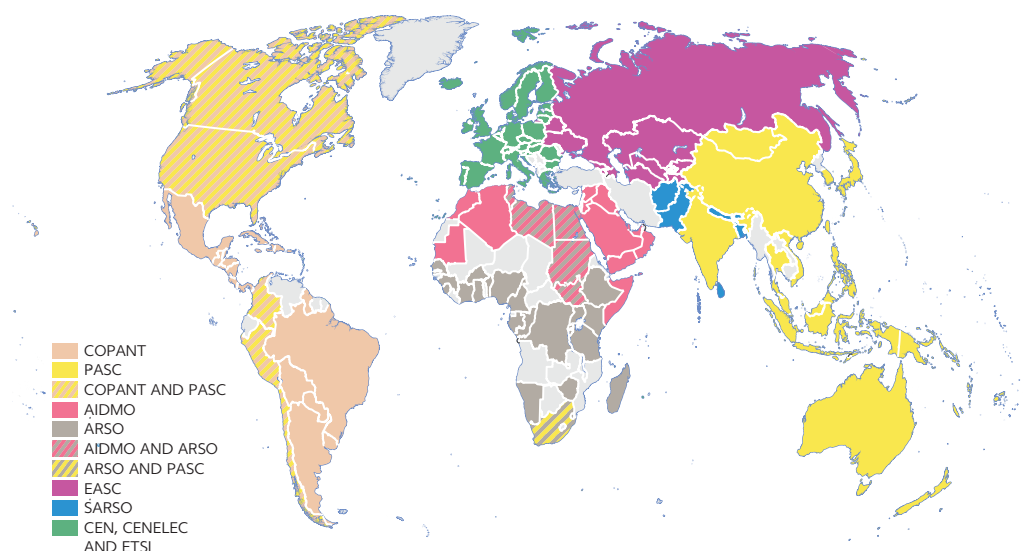 COPANT
PASC
COPANT AND PASC
AIDMO
ARSO
AIDMO AND ARSO
ARSO AND PASC
EASC
SARSO
CEN, CENELEC
AND ETSI